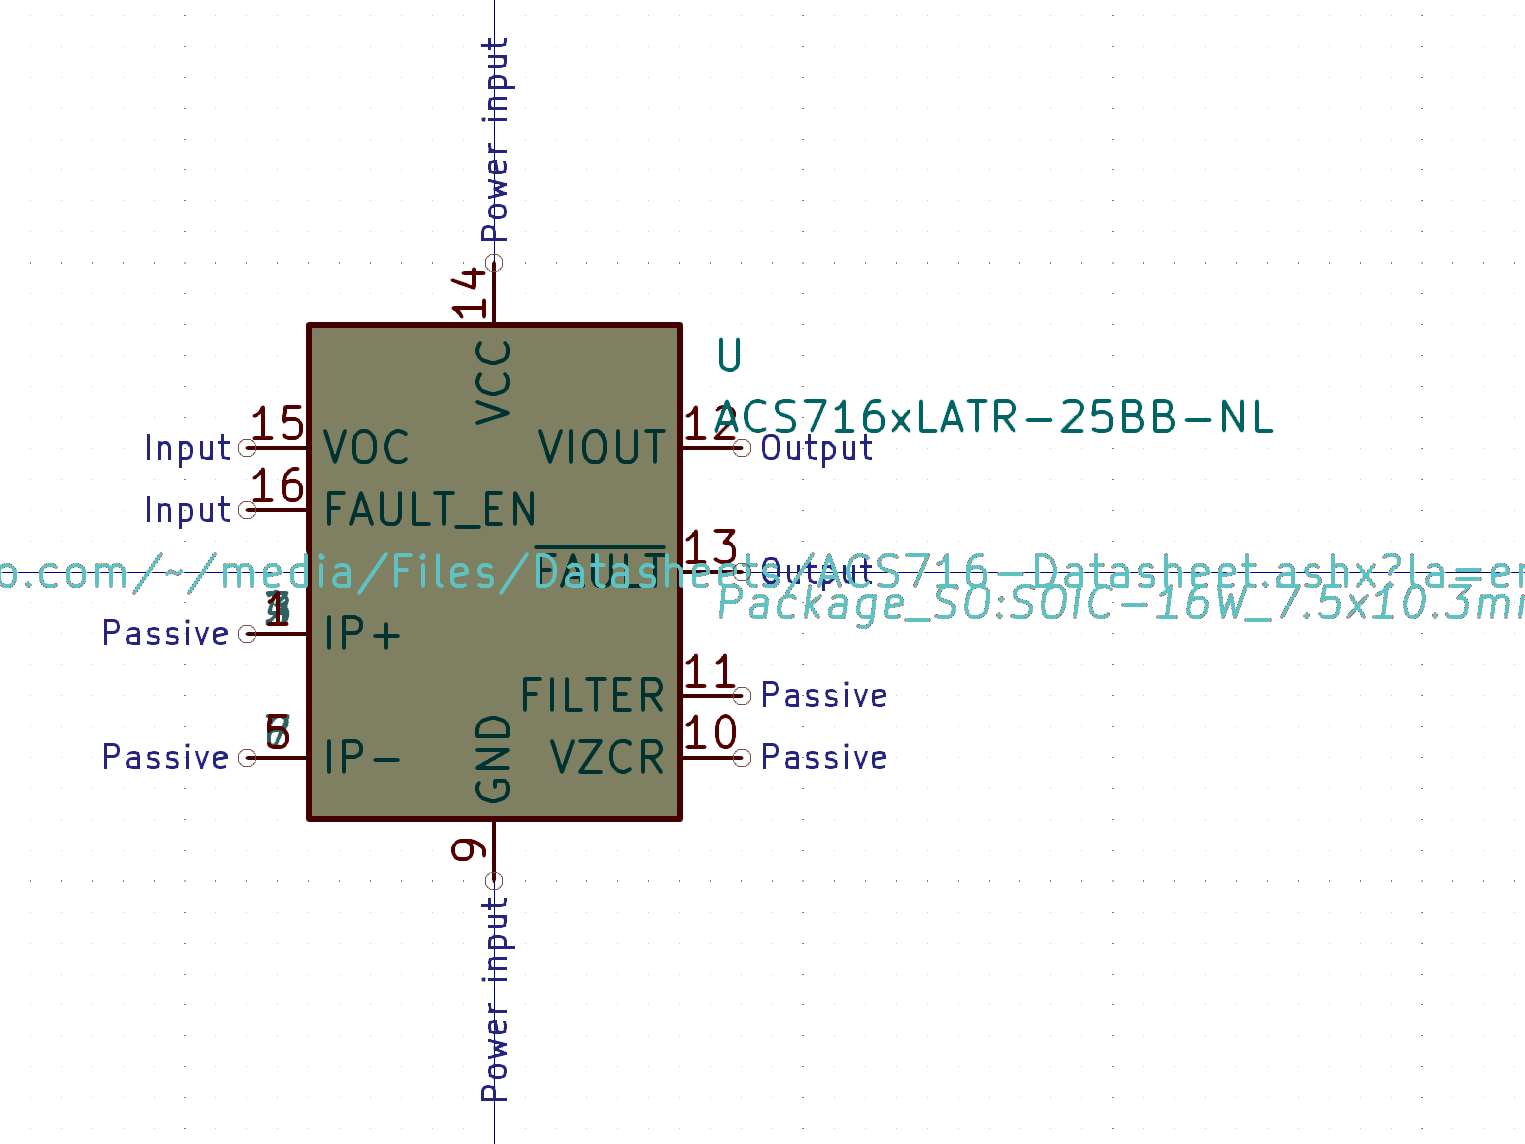 Power input
14
VCC
U
ACS716xLATR-25BB-NL
15
Input
VOC
VIOUT
12
Output
16
Input
FAULT_EN
13
FAULT
Output
o.com/~/media/Files/Datasheets/ACS716-Datasheet.ashx?la=en
Package_SO:SOIC-16W_7.5x10.3mm
1
Passive
IP+
FILTER
11
Passive
Passive
IP-
GND
VZCR
10
Passive
9
Power input